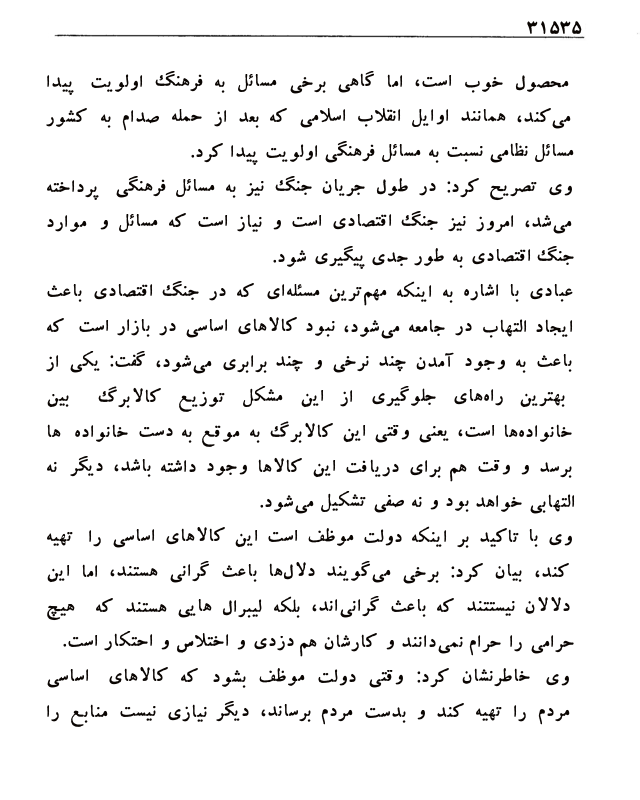 ۳۱۵۳۵
محصول خوب است، اما گاهی برخی مسائل به فرهنگ اولویت پیدا
می‌کند، همانند اوایل انقلاب اسلامی که بعد از حمله صدام به کشور
مسائل نظامی نسبت به مسائل فرهنگی اولویت پیدا کرد.
وی تصریح کرد: در طول جریان جنگ نیز به مسائل فرهنگی پرداخته
می‌شد، امروز نیز جنگ اقتصادی است و نیاز است که مسائل و موارد
جنگ اقتصادی به طور جدی پیگیری شود.
عبادی با اشاره به اینکه مهم‌ترین مسئله‌ای که در جنگ اقتصادی باعث
ایجاد التهاب در جامعه می‌شود، نبود کالاهای اساسی در بازار است که
باعث به وجود آمدن چند نرخی و چند برابری می‌شود، گفت: یکی از
بهترین راه‌های جلوگیری از این مشکل توزیع کالابرگ بین
خانواده‌ها است، یعنی وقتی این کالابرگ به موقع به دست خانواده ها
برسد و وقت هم برای دریافت این کالاها وجود داشته باشد، دیگر نه
التهابی خواهد بود و نه صفی تشکیل می‌شود.
وی با تاکید بر اینکه دولت موظف است این کالاهای اساسی را تهیه
کند، بیان کرد: برخی می‌گویند دلال‌ها باعث گرانی هستند، اما این
دلالان نیستتند که باعث گرانی‌اند، بلکه لیبرال هایی هستند که هیچ
حرامی را حرام نمی‌دانند و کارشان هم دزدی و اختلاس و احتکار است.
وی خاطرنشان کرد: وقتی دولت موظف بشود که کالاهای اساسی
مردم را تهیه کند و بدست مردم برساند، دیگر نیازی نیست منابع را